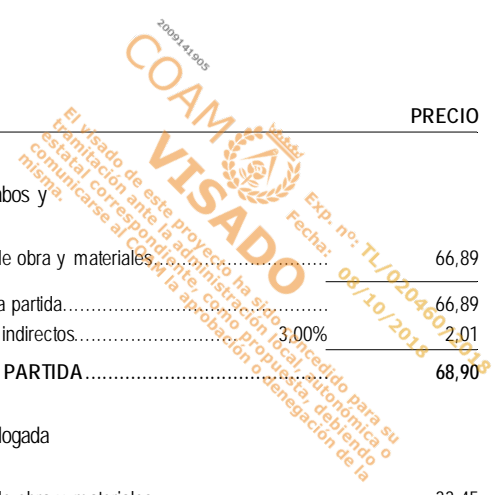 2009141905
COAM
VISADO
Exp. nº: TL/020460/2018
Fecha: 08/10/2018
El visado de este proyecto ha sido concedido para su
tramitación ante la administración local, autonómica o
estatal correspondiente, como propuesta, debiendo
comunicarse al COAM la aprobación o denegación de la
misma.
PRECIO
mbos y
de obra y materiales 66,89
a partida 66,89
indirectos 3,00% 2,01
PARTIDA 68,90
logada